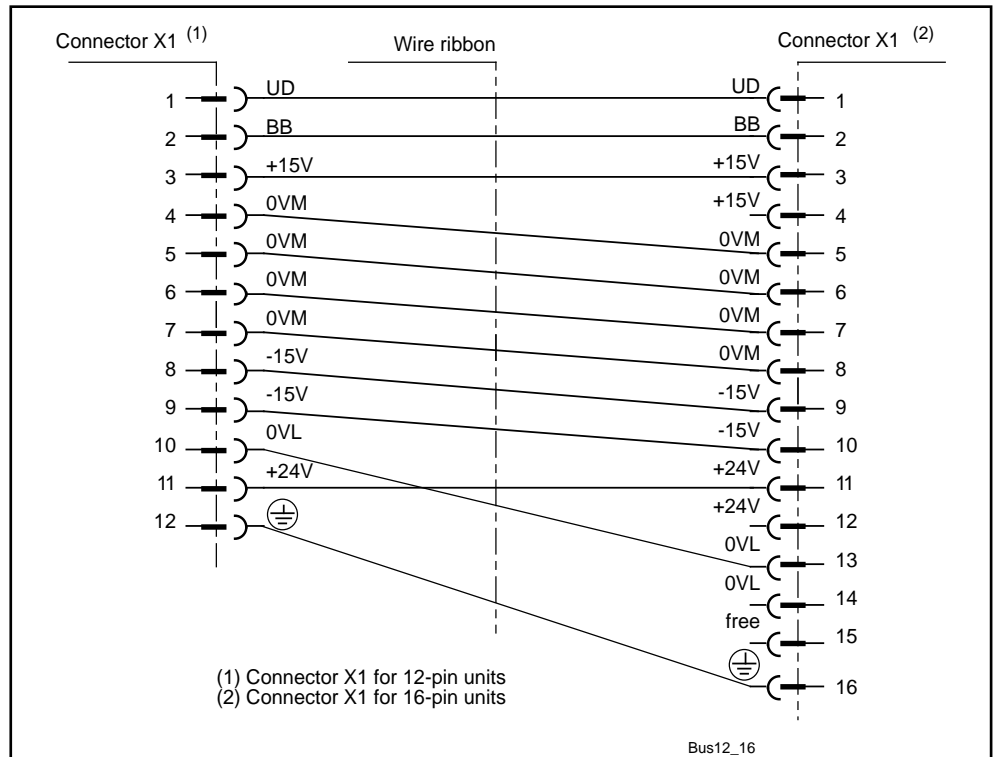 Connector X1 (1) Wire ribbon Connector X1 (2)
1 UD UD 1
2 BB BB 2
3 +15V +15V 3
4 0VM +15V 4
5 0VM 0VM 5
6 0VM 0VM 6
7 0VM 0VM 7
8 -15V 0VM 8
9 -15V -15V 9
10 0VL -15V 10
11 +24V +24V 11
12 +24V 12
0VL 13
0VL 14
free 15
16
(1) Connector X1 for 12-pin units
(2) Connector X1 for 16-pin units
Bus12_16